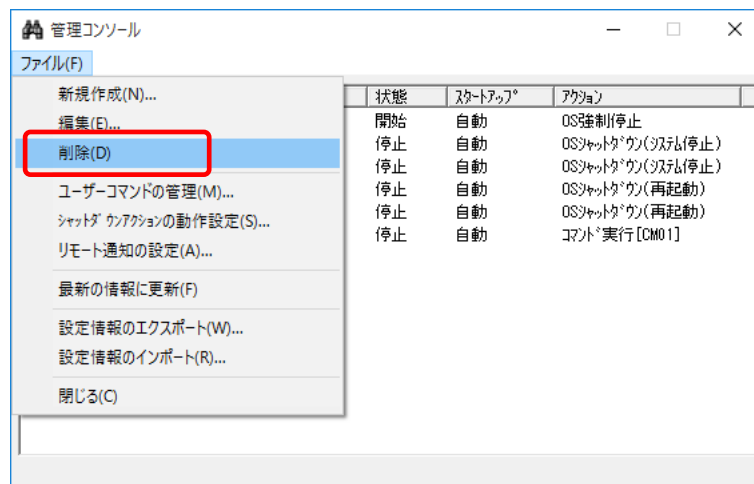 管理コンソール
ファイル(F)
新規作成(N)...
編集(E)...
削除(D)
ユーザーコマンドの管理(M)...
ｼｬｯﾄﾀﾞｳﾝｱｸｼｮﾝの動作設定(S)...
リモート通知の設定(A)...
最新の情報に更新(F)
設定情報のエクスポート(W)...
設定情報のインポート(R)...
閉じる(C)
状態 ｽﾀｰﾄｱｯﾌﾟ ｱｸｼｮﾝ
開始 自動 OS強制停止
停止 自動 OSｼｬｯﾄﾀﾞｳﾝ(ｼｽﾃﾑ停止)
停止 自動 OSｼｬｯﾄﾀﾞｳﾝ(ｼｽﾃﾑ停止)
停止 自動 OSｼｬｯﾄﾀﾞｳﾝ(再起動)
停止 自動 OSｼｬｯﾄﾀﾞｳﾝ(再起動)
停止 自動 ｺﾏﾝﾄﾞ実行[CM01]